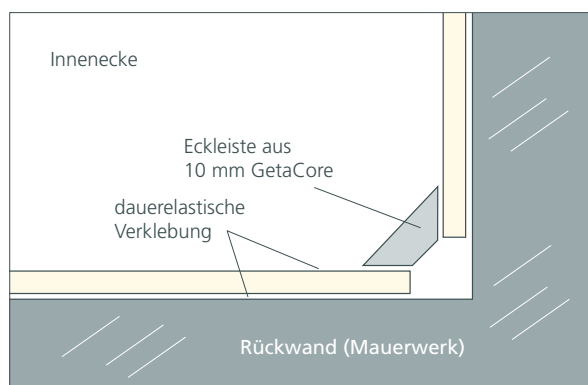 Innenecke
Eckleiste aus
10 mm GetaCore
dauerelastische
Verklebung
Rückwand (Mauerwerk)